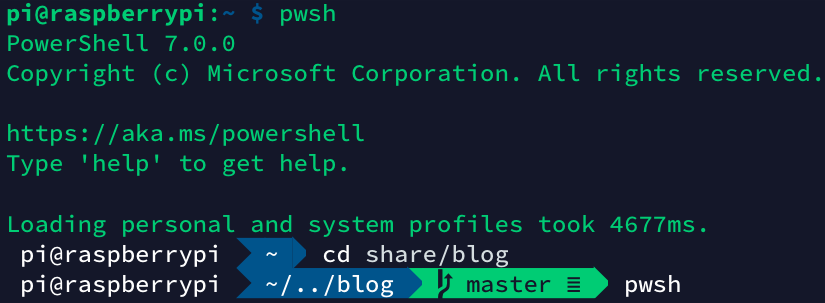 pi@raspberrypi:~ $ pwsh
PowerShell 7.0.0
Copyright (c) Microsoft Corporation. All rights reserved.
https://aka.ms/powershell
Type 'help' to get help.
Loading personal and system profiles took 4677ms.
pi@raspberrypi ~ cd share/blog
pi@raspberrypi ~/../blog master ≣ pwsh